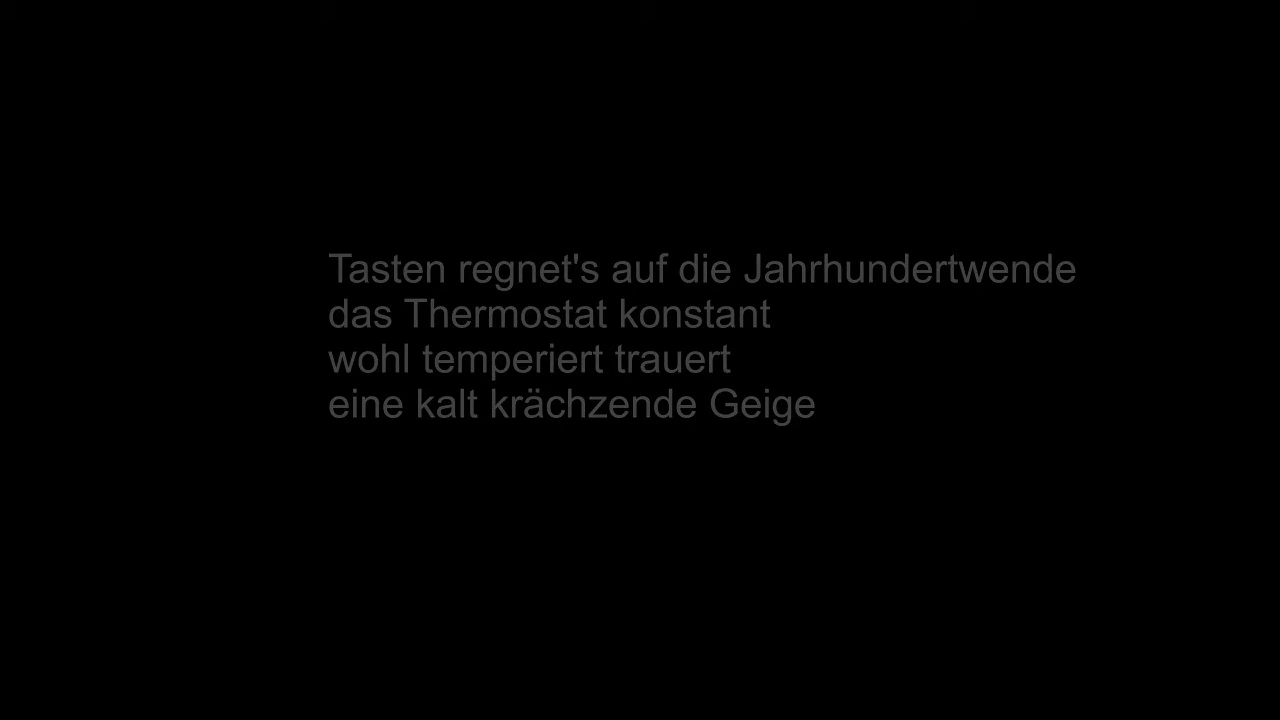 Tasten regnet's auf die Jahrhundertwende
das Thermostat konstant
wohl temperiert trauert
eine kalt krächzende Geige